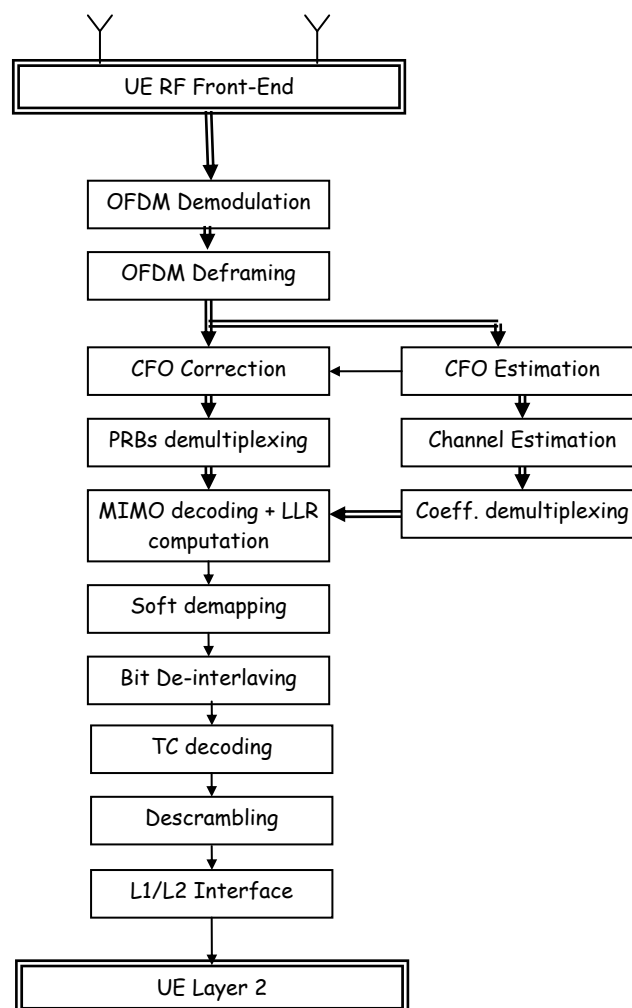 UE RF Front-End
OFDM Demodulation
OFDM Deframing
CFO Correction
CFO Estimation
PRBs demultiplexing
Channel Estimation
MIMO decoding + LLR
computation
Coeff. demultiplexing
Soft demapping
Bit De-interlaving
TC decoding
Descrambling
L1/L2 Interface
UE Layer 2